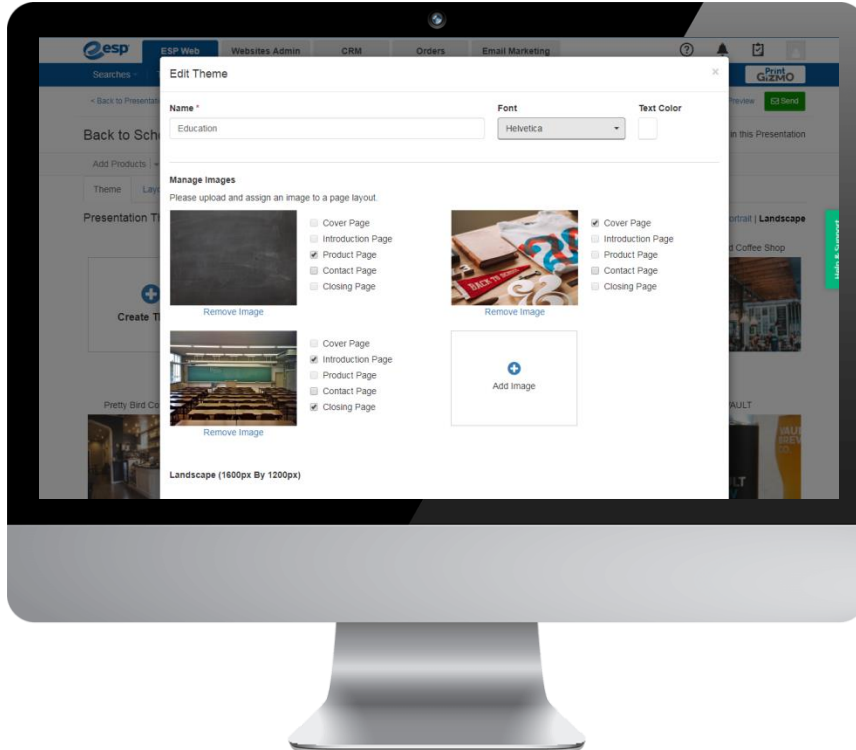 esp
ESP Web
Websites Admin
CRM
Orders
Email Marketing
Searches
Edit Theme
×
Print
GIZMO
< Back to Presentati
Preview
Send
Name *
Font
Text Color
Education
Helvetica
Back to Sch
in this Presentation
Add Products
Manage Images
Theme
Please upload and assign an image to a page layout.
Presentation T
Portrait | Landscape
Cover Page
Introduction Page
Product Page
Contact Page
Closing Page
Remove Image
BACK TO SCHOOL
Cover Page
Introduction Page
Product Page
Contact Page
Closing Page
Remove Image
d Coffee Shop
Help & Support
Create T
Cover Page
Introduction Page
Product Page
Contact Page
Closing Page
Remove Image
Add Image
Pretty Bird Co
VAULT
Landscape (1600px By 1200px)